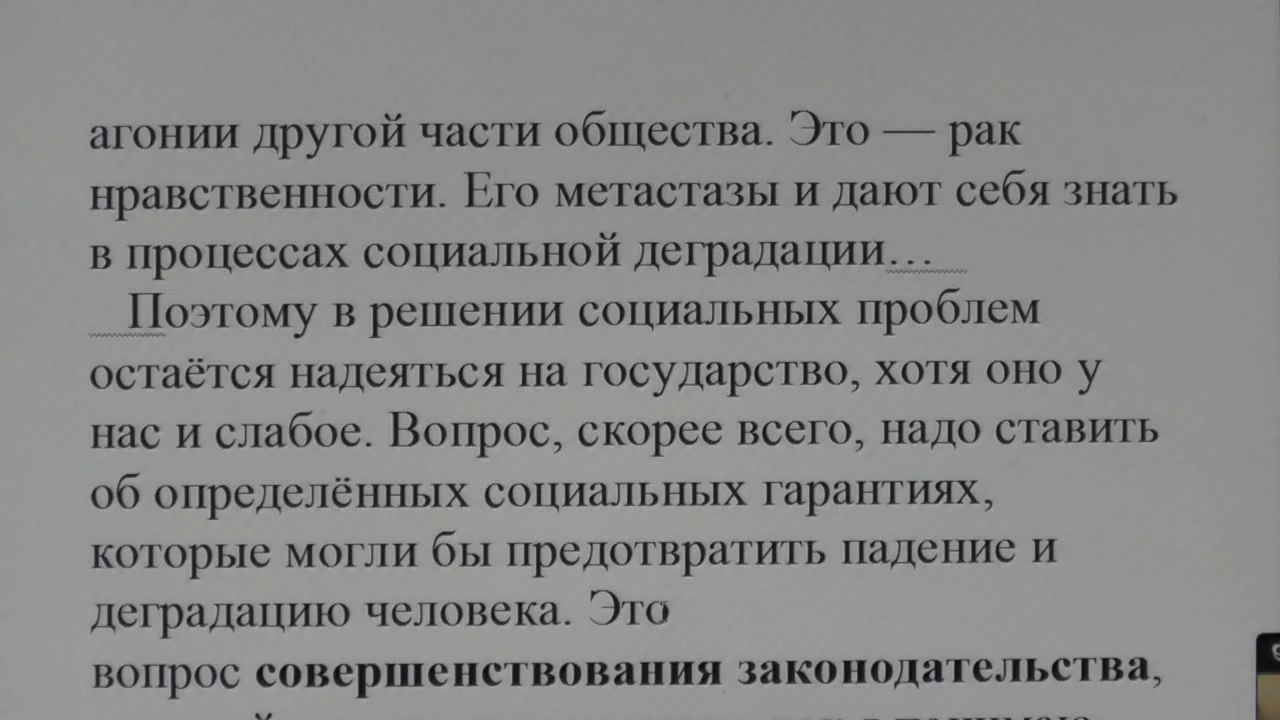 агонии другой части общества. Это — рак
нравственности. Его метастазы и дают себя знать
в процессах социальной деградации…
Поэтому в решении социальных проблем
остаётся надеяться на государство, хотя оно у
нас и слабое. Вопрос, скорее всего, надо ставить
об определённых социальных гарантиях,
которые могли бы предотвратить падение и
деградацию человека. Это
вопрос совершенствования законодательства,